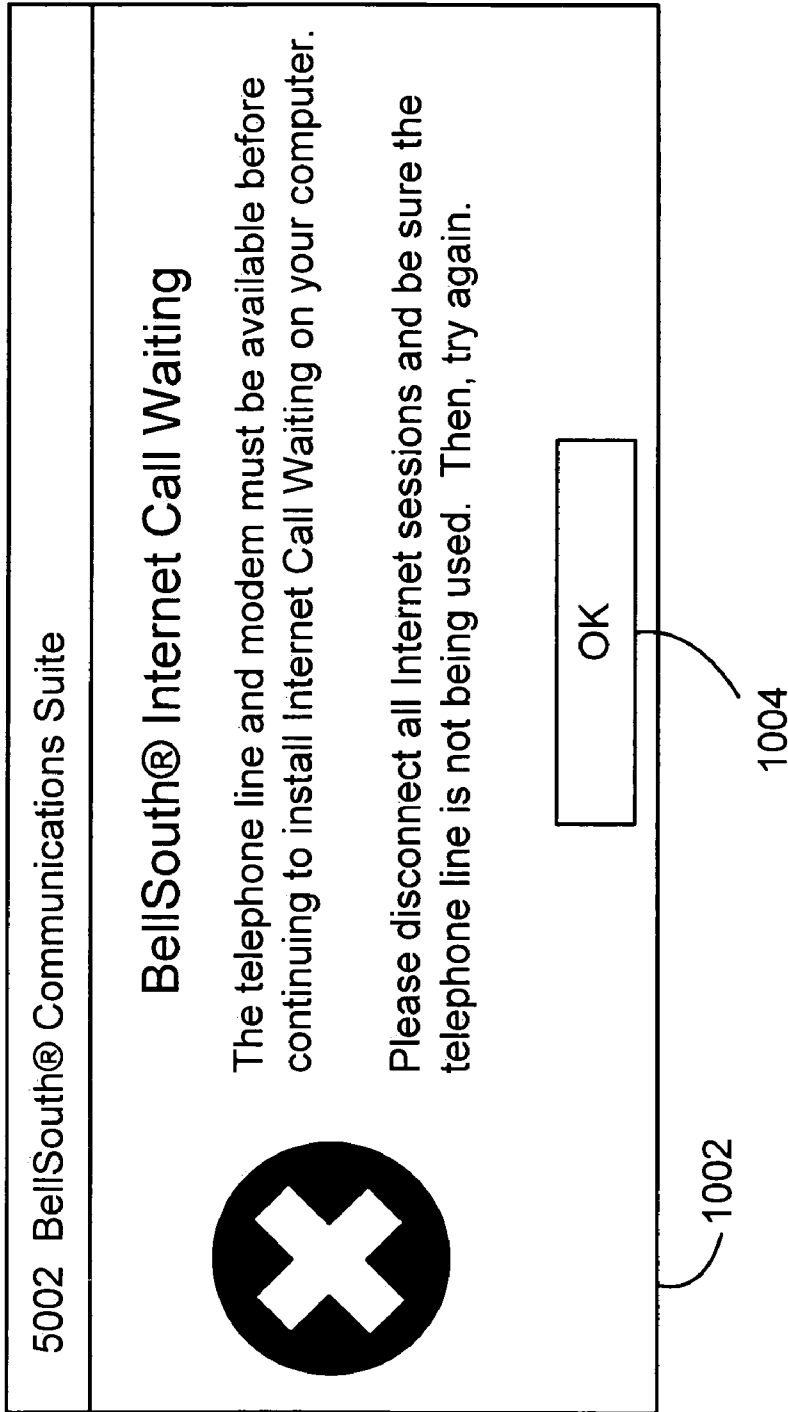 5002 BellSouth® Communications Suite
BellSouth® Internet Call Waiting
The telephone line and modem must be available before
continuing to install Internet Call Waiting on your computer.
Please disconnect all Internet sessions and be sure the
telephone line is not being used.  Then, try again.
OK
1002
1004